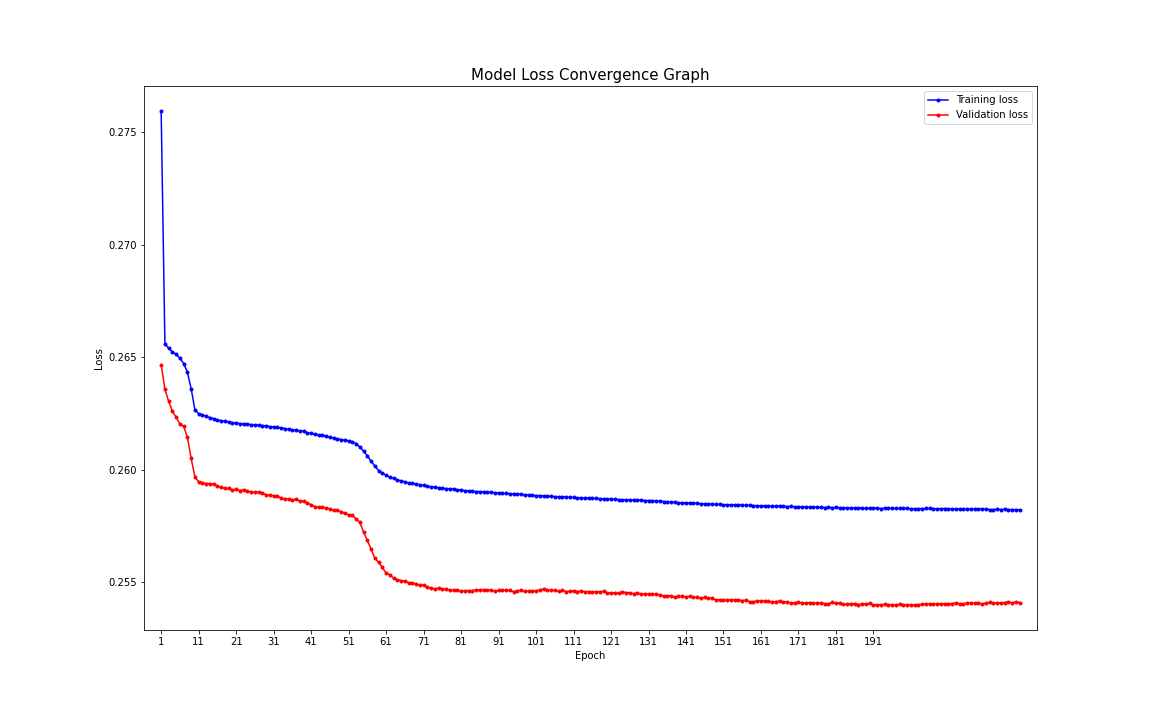 Model Loss Convergence Graph
Training loss
Validation loss
0.275
0.270
0.265
0.260
0.255
Loss
1 11 21 31 41 51 61 71 81 91 101 111 121 131 141 151 161 171 181 191
Epoch